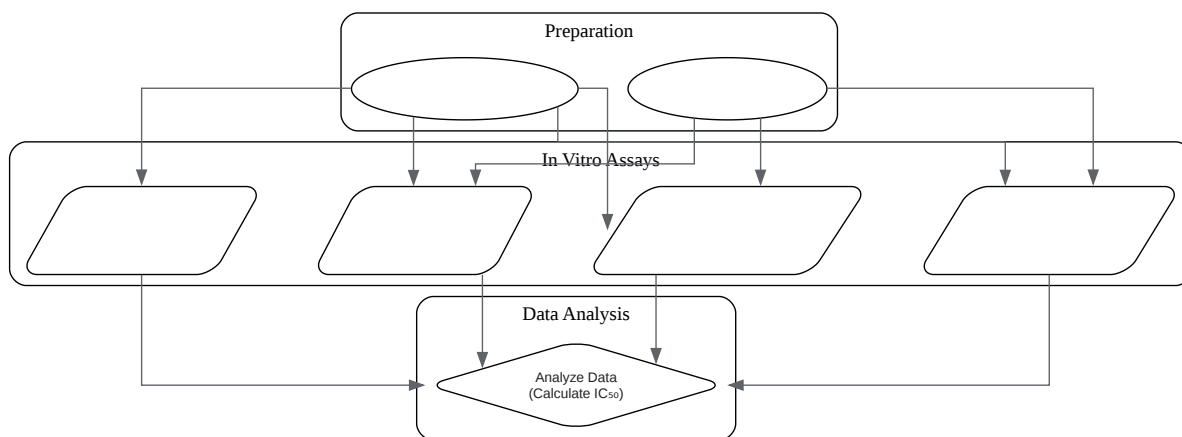 Preparation
In Vitro Assays
Data Analysis
Analyze Data
(Calculate IC₅₀)